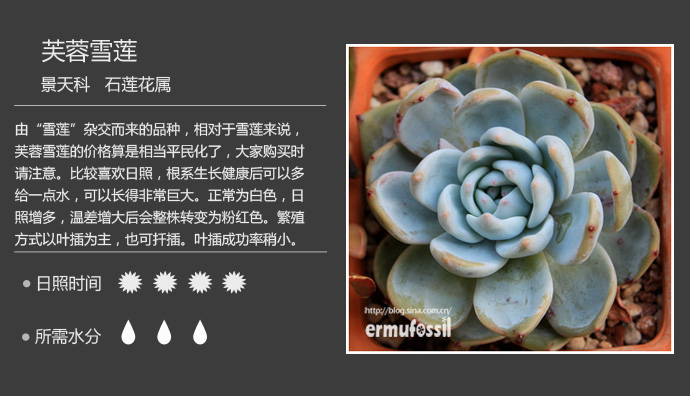 芙蓉雪莲
景天科 石莲花属
由“雪莲”杂交而来的品种，相对于雪莲来说，
芙蓉雪莲的价格算是相当平民化了，大家购买时
请注意。比较喜欢日照，根系生长健康后可以多
给一点水，可以长得非常巨大。正常为白色，日
照增多，温差增大后会整株转变为粉红色。繁殖
方式以叶插为主，也可扦插。叶插成功率稍小。
日照时间
所需水分
http://blog.sina.com.cn/
ermufossil